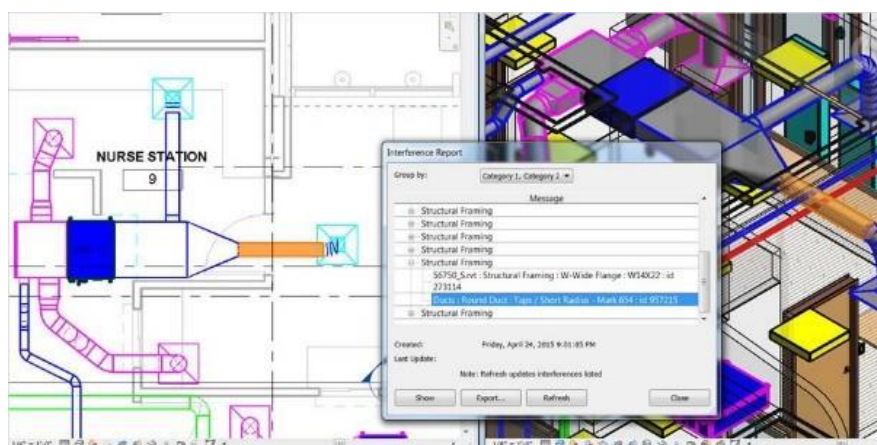 NURSE STATION
9
Interference Report
Group by:
Category 1, Category 2
Message
Structural Framing
Structural Framing
Structural Framing
Structural Framing
Structural Framing
56750_S.rvt : Structural Framing : W-Wide Flange : W14X22 : id
273114
Ducts : Round Duct : Taps / Short Radius - Mark 654 : id 957215
Structural Framing
Created: Friday, April 24, 2015 9:01:05 PM
Last Update:
Note: Refresh updates interferences listed
Show Export... Refresh Close